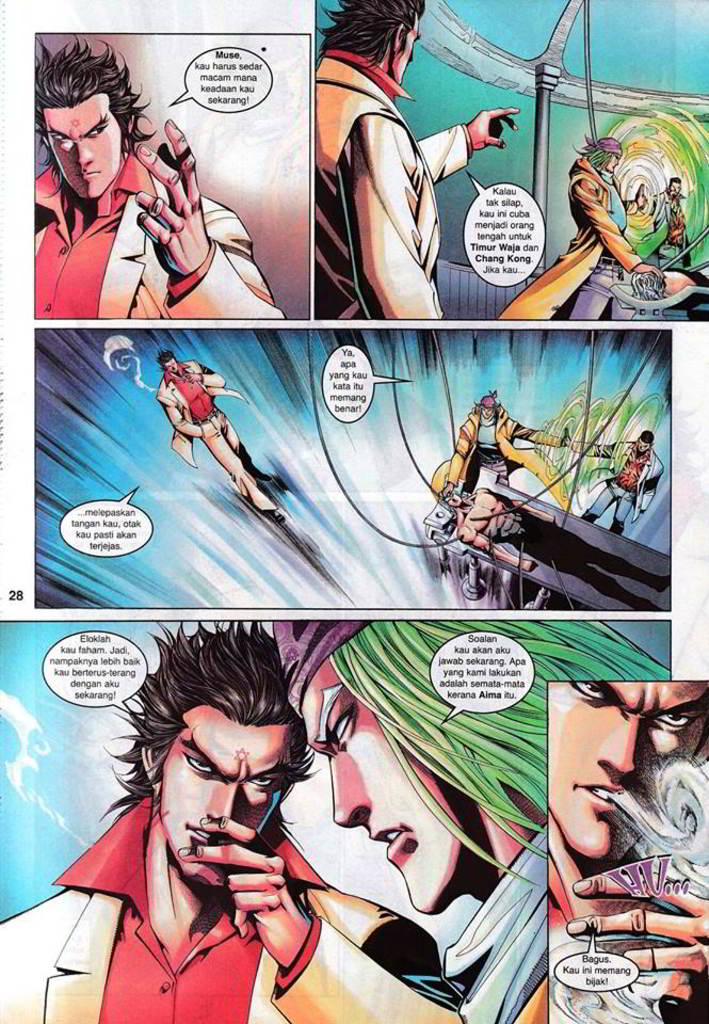 Muse,
kau harus sedar
macam mana
keadaan kau
sekarang!
Kalau
tak silap,
kau ini cuba
menjadi orang
tengah untuk
Timur Waja dan
Chang Kong.
Jika kau...
Ya,
apa
yang kau
kata itu
memang
benar!
...melepaskan
tangan kau, otak
kau pasti akan
terjejas.
28
Eloklah
kau faham. Jadi,
nampaknya lebih baik
kau berterus-terang
dengan aku
sekarang!
Soalan
kau akan aku
jawab sekarang. Apa
yang kami lakukan
adalah semata-mata
kerana Aima itu.
HU...
Bagus.
Kau ini memang
bijak!